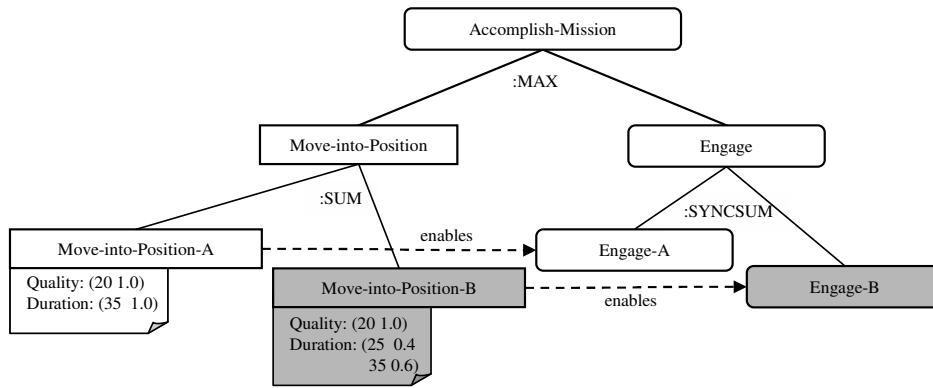 Accomplish-Mission
:MAX
Move-into-Position
Engage
:SUM
:SYNCSUM
Move-into-Position-A
enables
Engage-A
Quality: (20 1.0)
Duration: (35 1.0)
Move-into-Position-B
enables
Engage-B
Quality: (20 1.0)
Duration: (25 0.4
35 0.6)